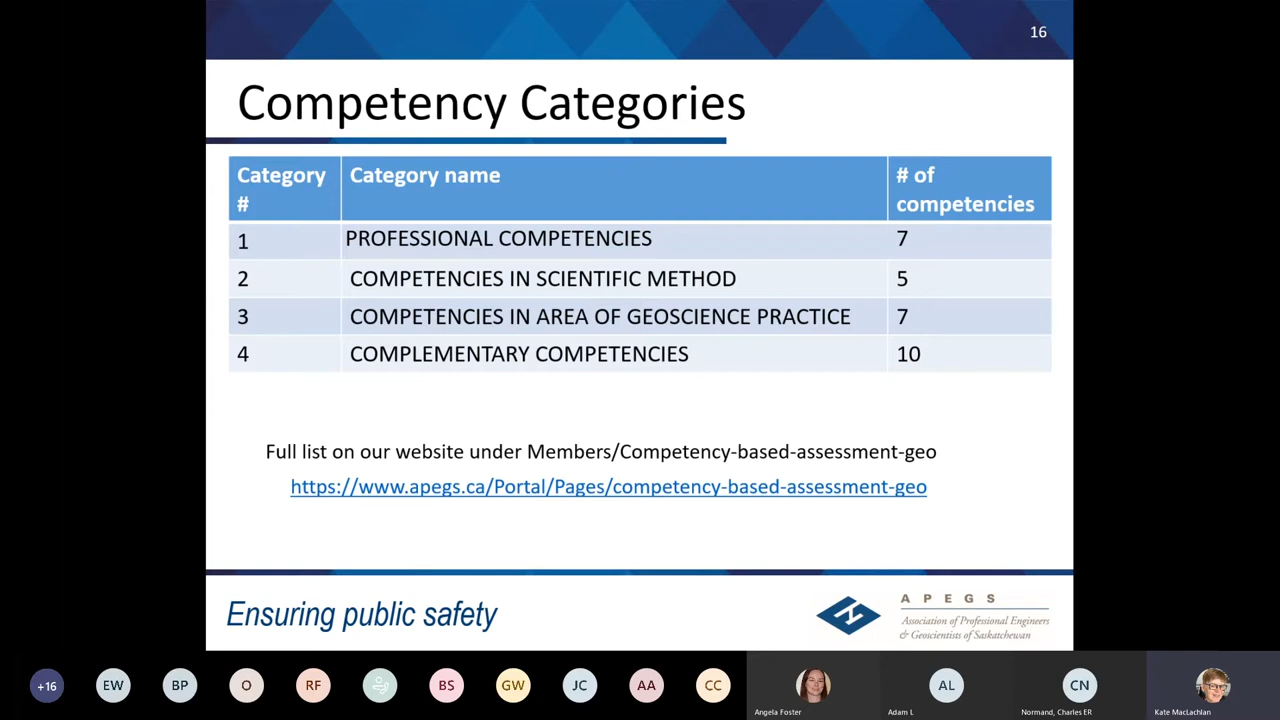 16
Competency Categories
Category # Category name # of competencies
1 PROFESSIONAL COMPETENCIES 7
2 COMPETENCIES IN SCIENTIFIC METHOD 5
3 COMPETENCIES IN AREA OF GEOSCIENCE PRACTICE 7
4 COMPLEMENTARY COMPETENCIES 10
Full list on our website under Members/Competency-based-assessment-geo
https://www.apegs.ca/Portal/Pages/competency-based-assessment-geo
Ensuring public safety
APEGS
Association of Professional Engineers
& Geoscientists of Saskatchewan
+16 EW BP O RF BS GW JC AA CC AL CN
Angela Foster Adam L Normand, Charles ER Kate MacLachlan